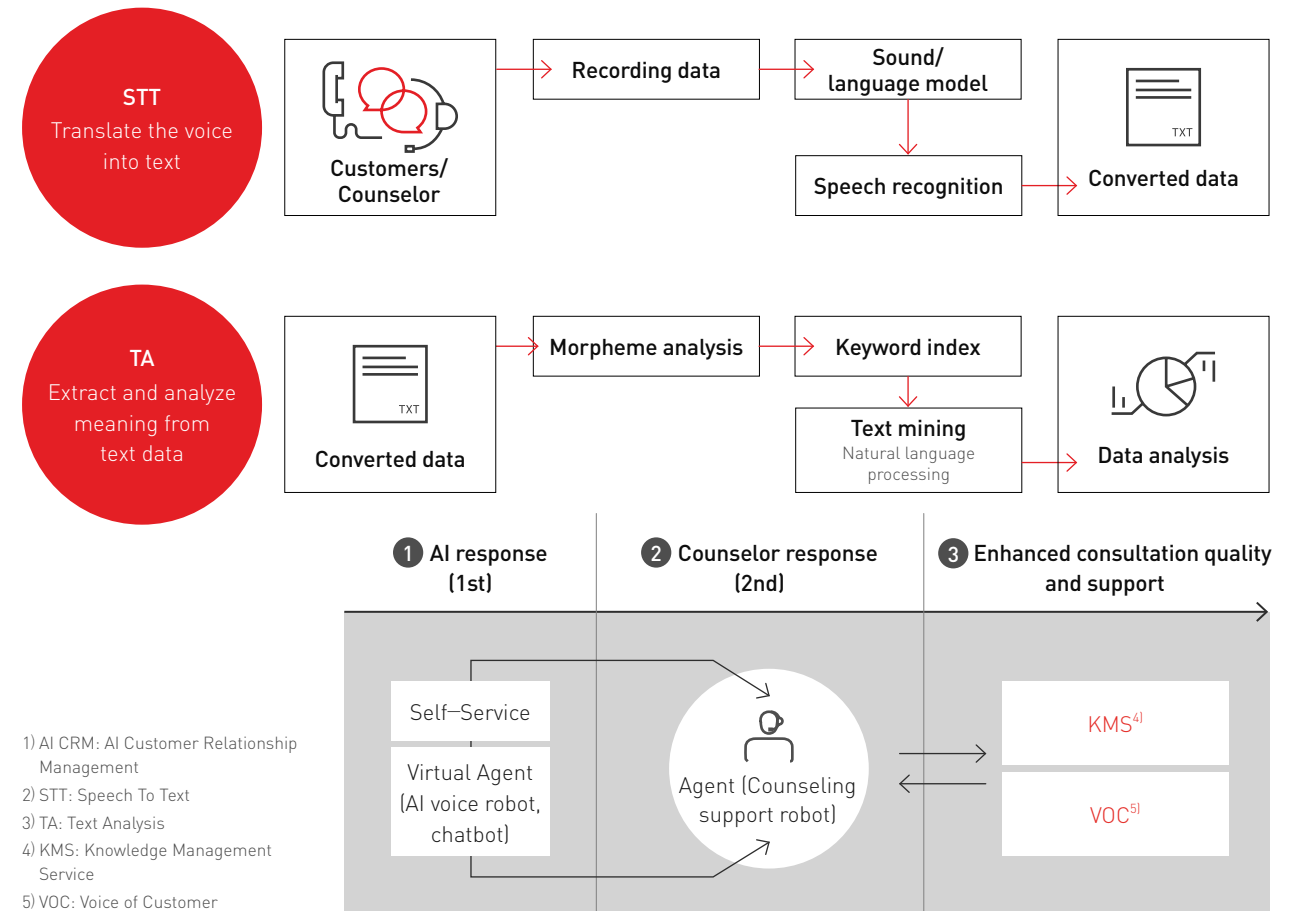 STT
Translate the voice
into text
Customers/
Counselor
Recording data
Sound/
language model
Speech recognition
TXT
Converted data
TA
Extract and analyze
meaning from
text data
TXT
Converted data
Morpheme analysis
Keyword index
Text mining
Natural language
processing
Data analysis
1 AI response
(1st)
2 Counselor response
(2nd)
3 Enhanced consultation quality
and support
Self—Service
Virtual Agent
(AI voice robot,
chatbot)
Agent (Counseling
support robot)
KMS4)
VOC5)
1) AI CRM: AI Customer Relationship
Management
2) STT: Speech To Text
3) TA: Text Analysis
4) KMS: Knowledge Management
Service
5) VOC: Voice of Customer